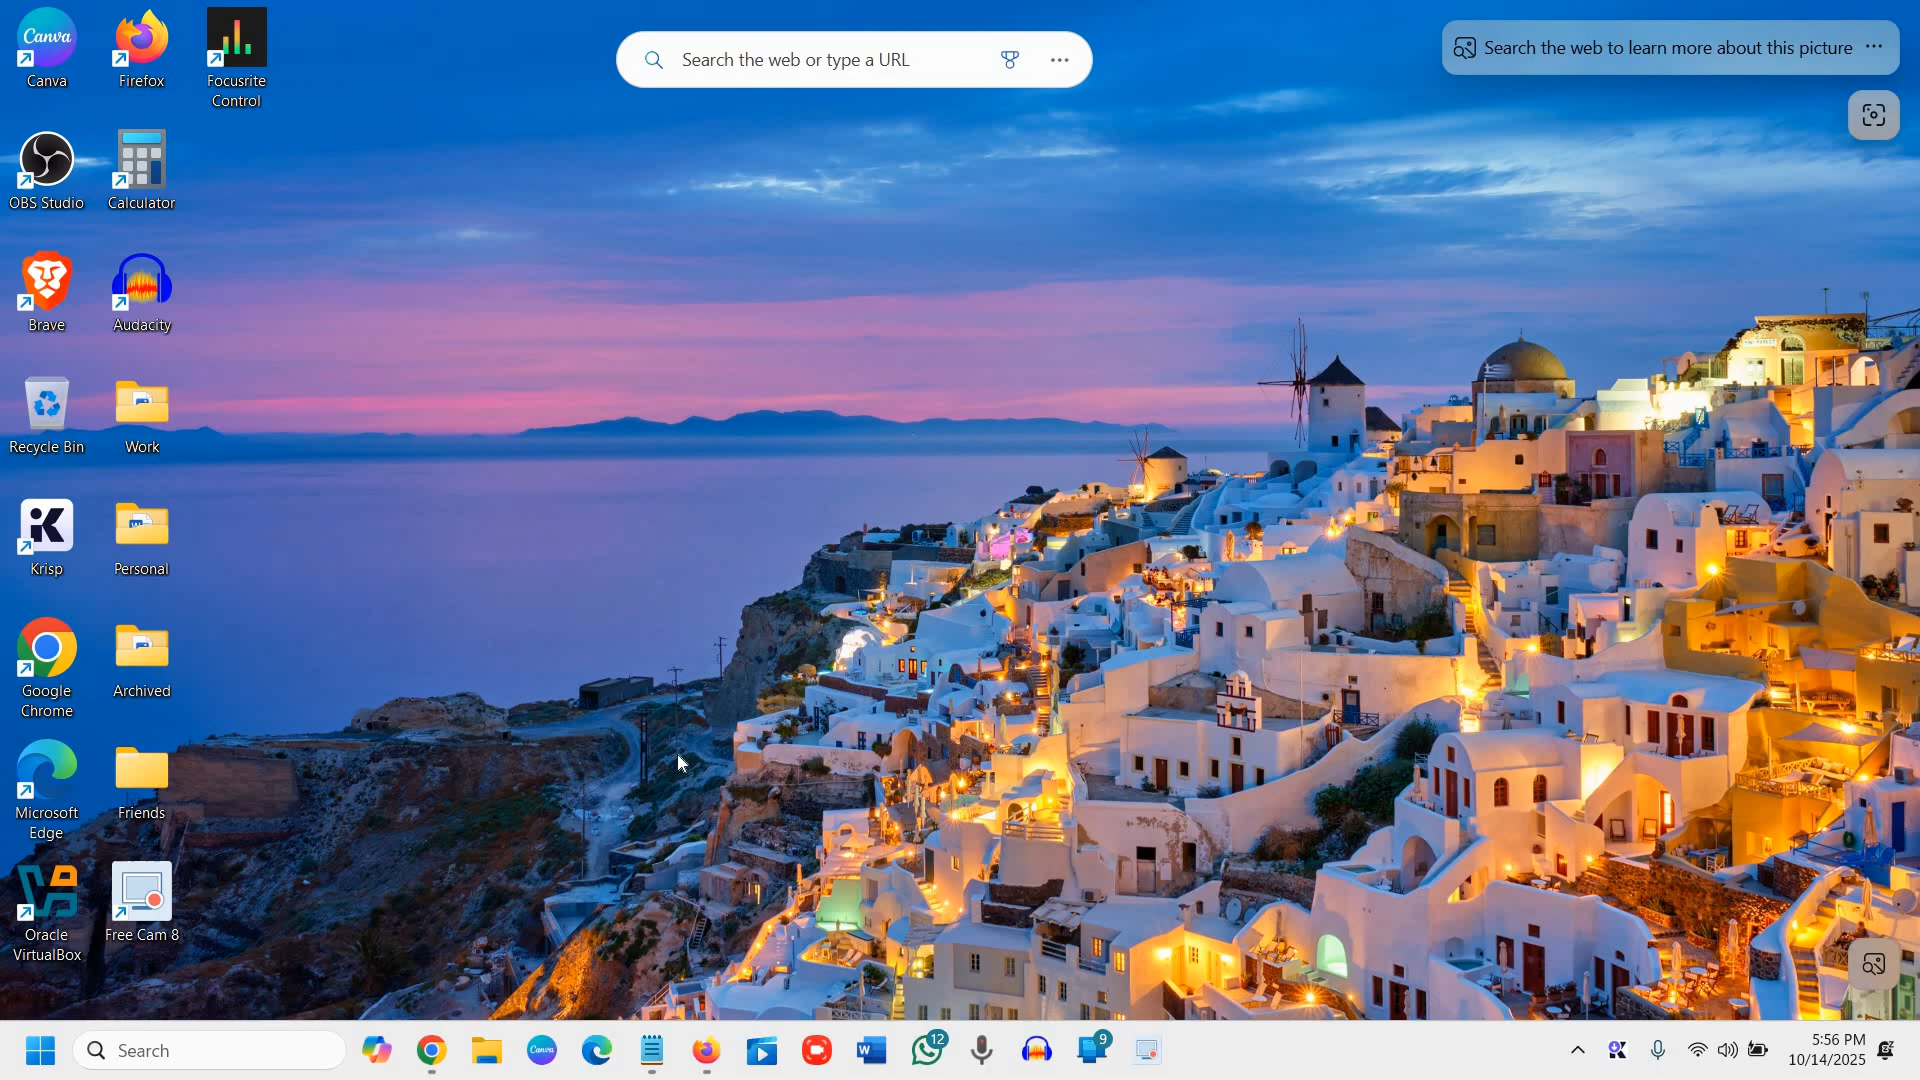 Canva
Canva
Firefox
Focusrite
Control
Search the web or type a URL
Search the web to learn more about this picture
OBS Studio
Calculator
Brave
Audacity
Recycle Bin
Work
Krisp
Personal
Google
Chrome
Archived
Microsoft
Edge
Friends
Oracle
VirtualBox
Free Cam 8
Search
Canva
W
12
9
5:56 PM
10/14/2025